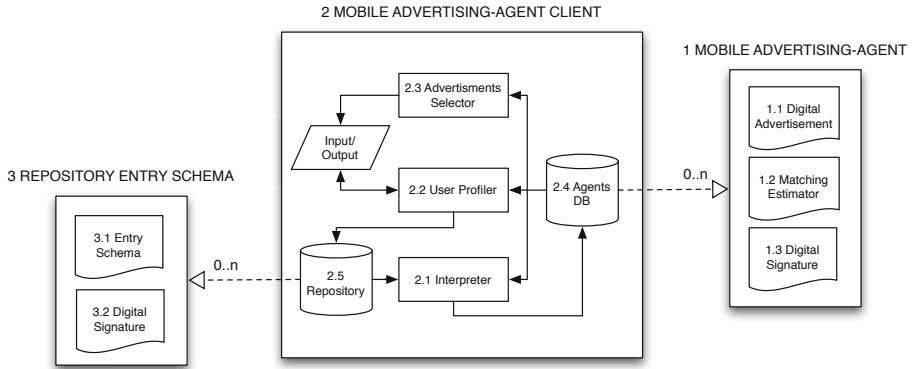 2 MOBILE ADVERTISING-AGENT CLIENT
1 MOBILE ADVERTISING-AGENT
2.3 Advertisments
Selector
1.1 Digital
Advertisement
Input/
Output
3 REPOSITORY ENTRY SCHEMA
2.2 User Profiler
2.4 Agents
DB
0..n
1.2 Matching
Estimator
3.1 Entry
Schema
0..n
2.5
Repository
2.1 Interpreter
1.3 Digital
Signature
3.2 Digital
Signature